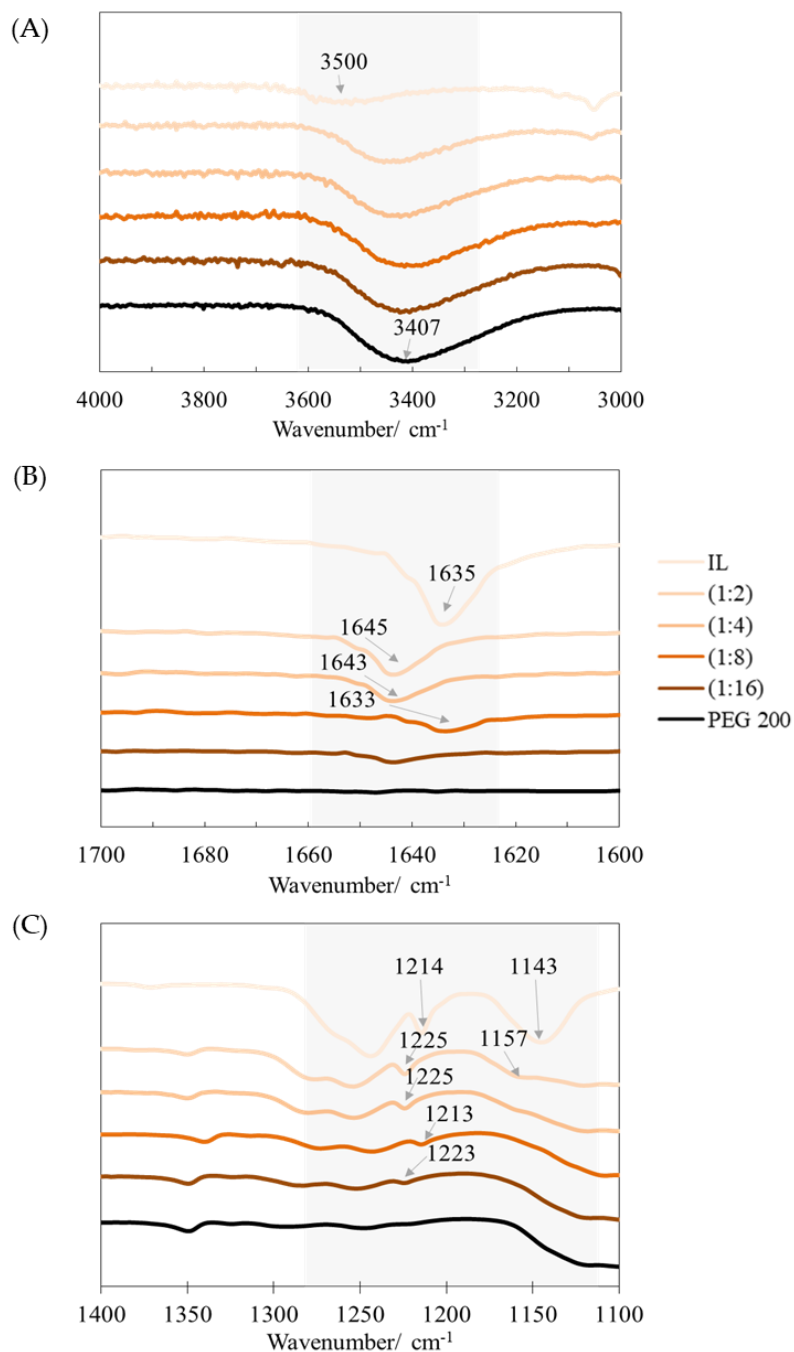 (A)
3500
3407
4000 3800 3600 3400 3200 3000
Wavenumber/ cm-1
(B)
1635
1645
1643
1633
1700 1680 1660 1640 1620 1600
Wavenumber/ cm-1
IL
(1:2)
(1:4)
(1:8)
(1:16)
PEG 200
(C)
1214 1143
1225 1157
1225
1213
1223
1400 1350 1300 1250 1200 1150 1100
Wavenumber/ cm-1